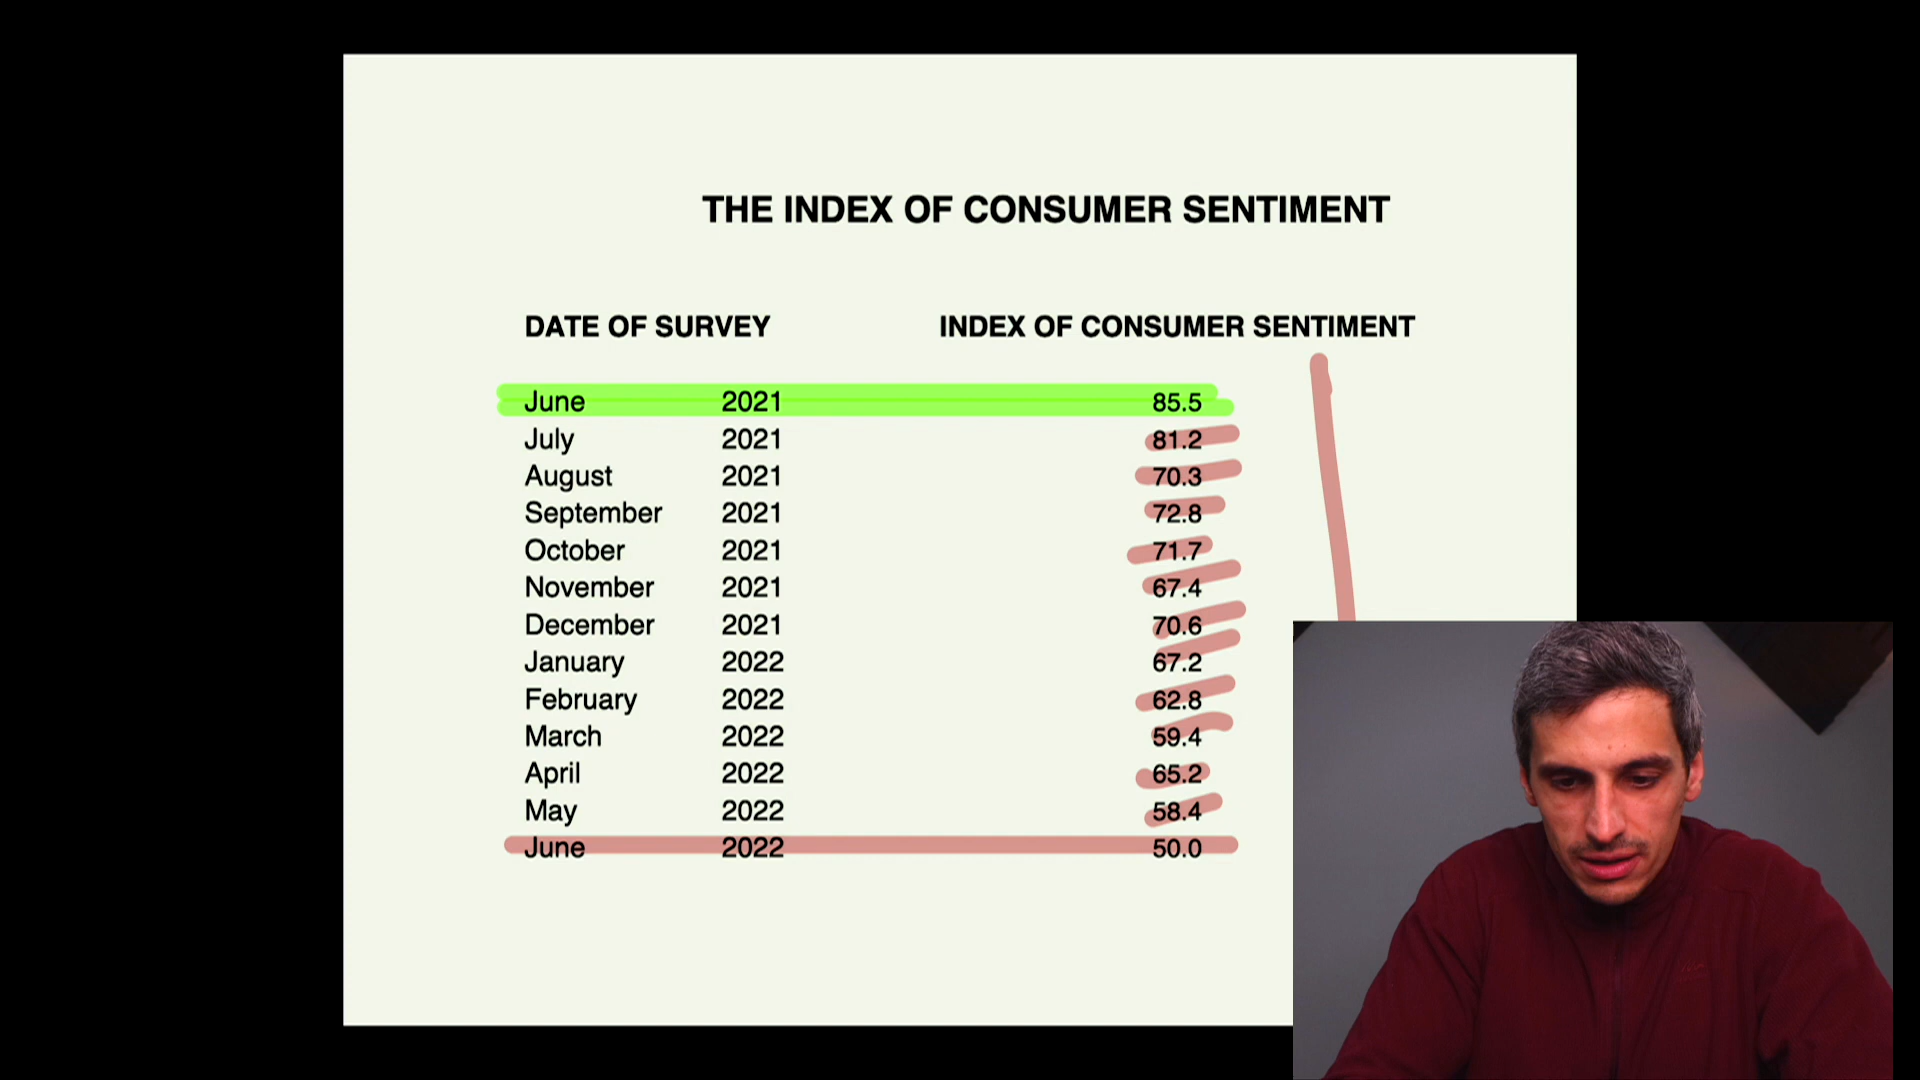 THE INDEX OF CONSUMER SENTIMENT
DATE OF SURVEY INDEX OF CONSUMER SENTIMENT
June 2021 85.5
July 2021 81.2
August 2021 70.3
September 2021 72.8
October 2021 71.7
November 2021 67.4
December 2021 70.6
January 2022 67.2
February 2022 62.8
March 2022 59.4
April 2022 65.2
May 2022 58.4
June 2022 50.0